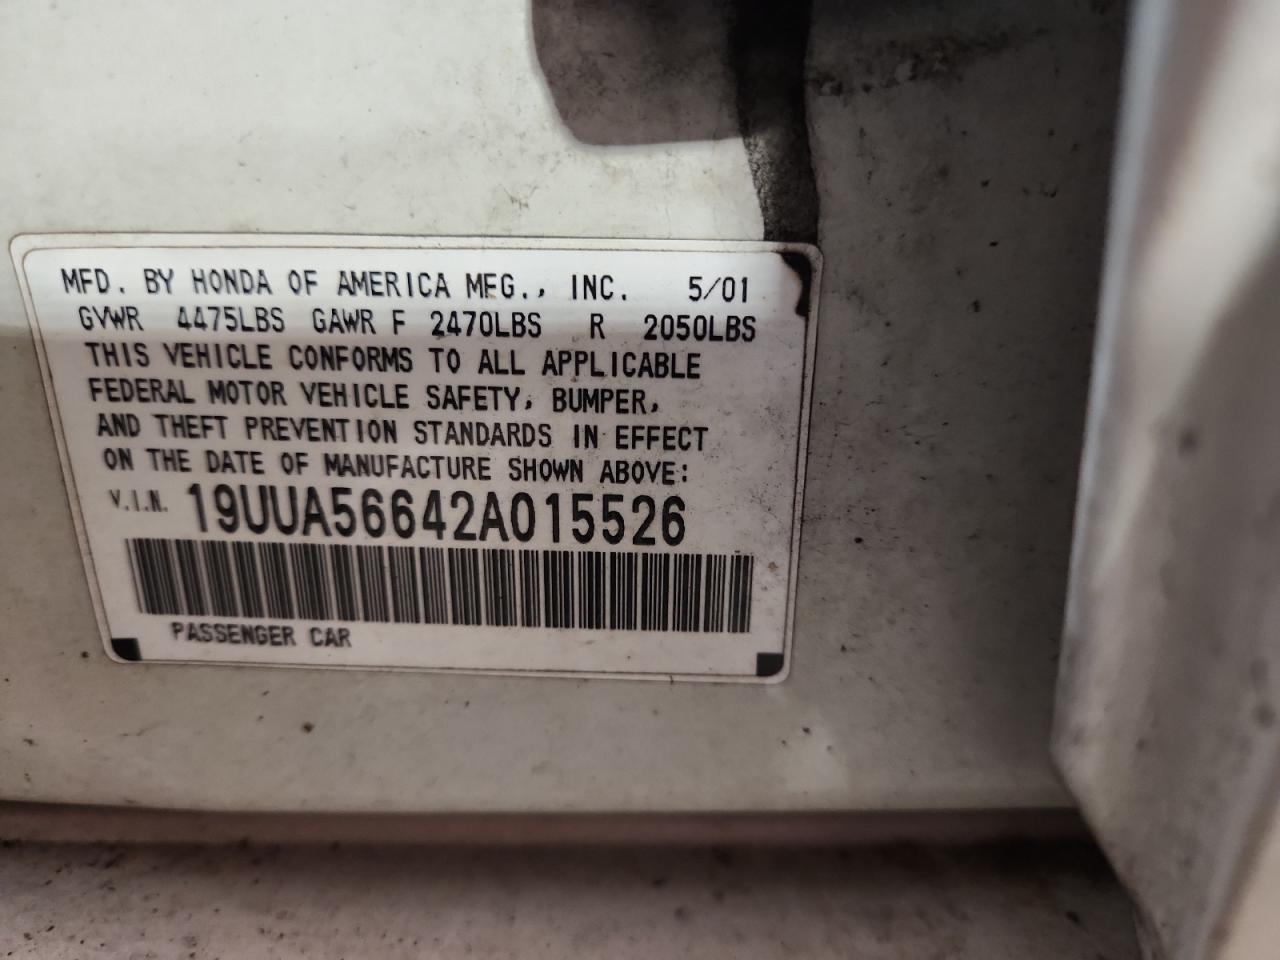 MFD. BY HONDA OF AMERICA MFG., INC. 5/01
GVWR 4475LBS GAWR F 2470LBS R 2050LBS
THIS VEHICLE CONFORMS TO ALL APPLICABLE
FEDERAL MOTOR VEHICLE SAFETY, BUMPER,
AND THEFT PREVENTION STANDARDS IN EFFECT
ON THE DATE OF MANUFACTURE SHOWN ABOVE:
V.I.N. 19UUA56642A015526
PASSENGER CAR